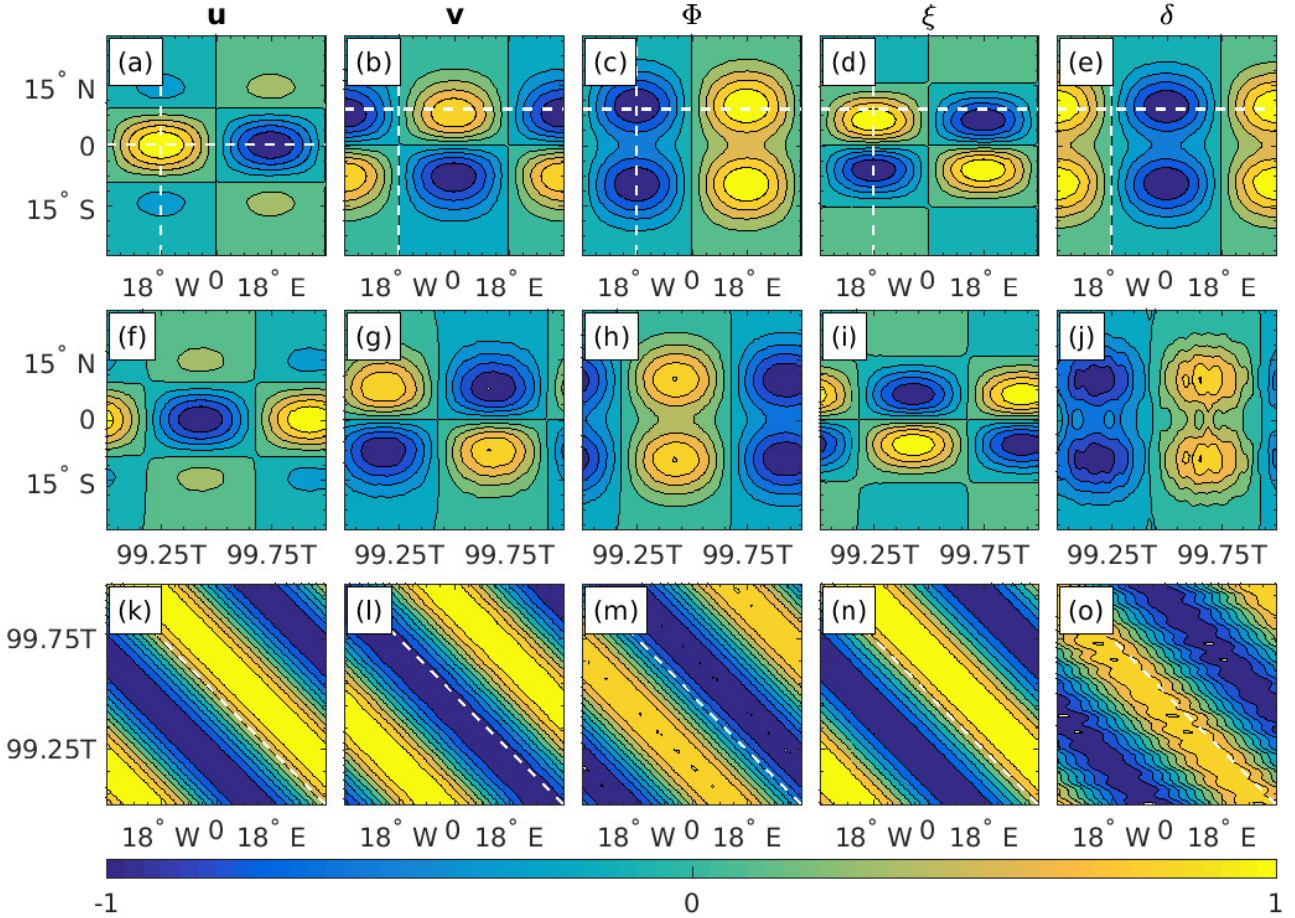 u v Φ ξ δ
(a) (b) (c) (d) (e)
15° N
0
15° S
18° W 0 18° E 18° W 0 18° E 18° W 0 18° E 18° W 0 18° E 18° W 0 18° E
(f) (g) (h) (i) (j)
15° N
0
15° S
99.25T 99.75T 99.25T 99.75T 99.25T 99.75T 99.25T 99.75T 99.25T 99.75T
(k) (l) (m) (n) (o)
99.75T
99.25T
18° W 0 18° E 18° W 0 18° E 18° W 0 18° E 18° W 0 18° E 18° W 0 18° E
-1 0 1